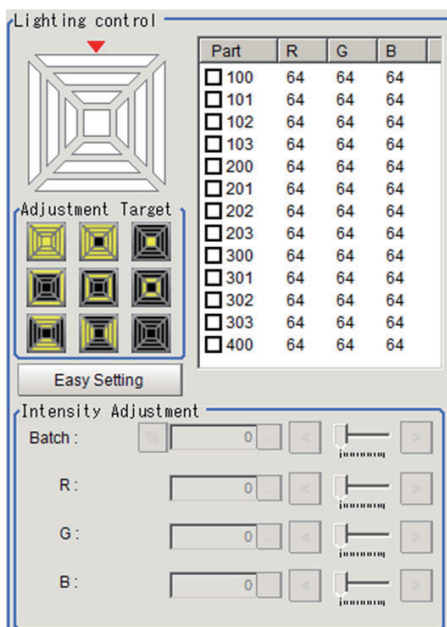 Lighting control
Part R G B
100 64 64 64
101 64 64 64
102 64 64 64
103 64 64 64
200 64 64 64
201 64 64 64
202 64 64 64
203 64 64 64
300 64 64 64
301 64 64 64
302 64 64 64
303 64 64 64
400 64 64 64
Adjustment Target
Easy Setting
Intensity Adjustment
Batch : % 0 .. < >
R : 0 .. < >
G : 0 .. < >
B : 0 .. < >